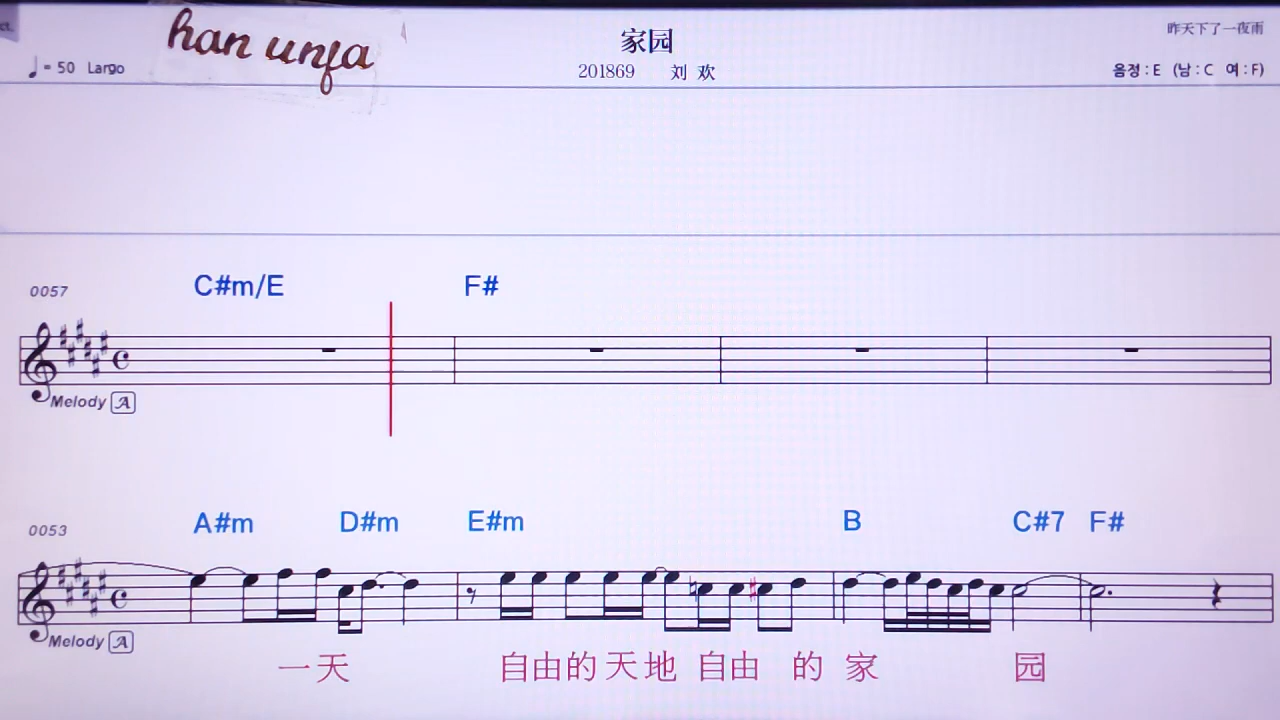 han unfa
家园
昨天下了一夜雨
♩= 50 Largo
201869 刘 欢
음정 : E (남 : C 여 : F)
C#m/E F#
0057
Melody A
A#m D#m E#m B C#7 F#
0053
Melody A
一天 自由的天地 自由 的 家 园